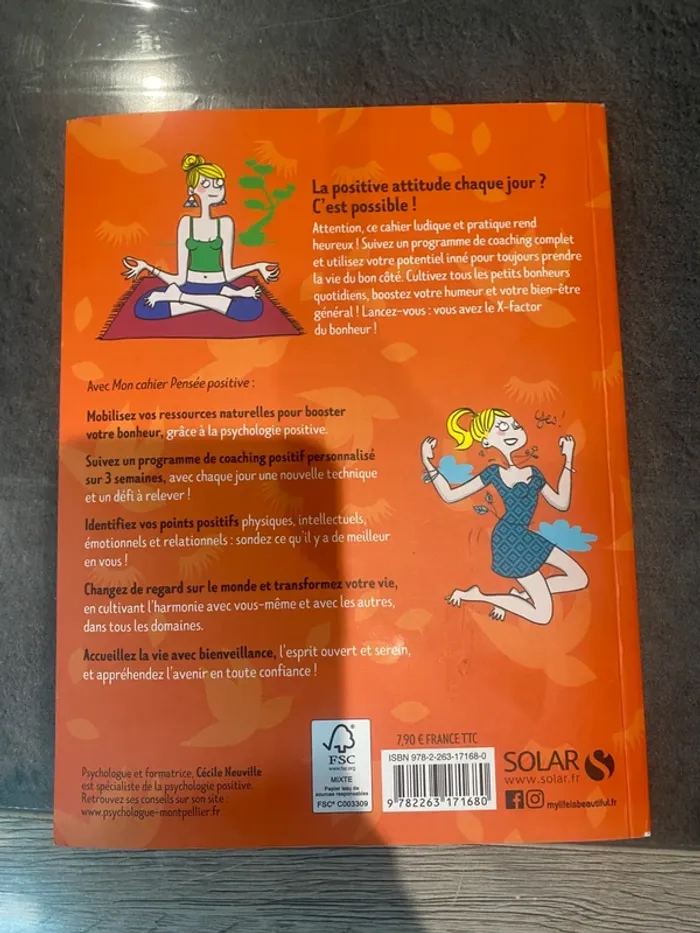 La positive attitude chaque jour ?
C'est possible !
Attention, ce cahier ludique et pratique rend
heureux ! Suivez un programme de coaching complet
et utilisez votre potentiel inné pour toujours prendre
la vie du bon côté. Cultivez tous les petits bonheurs
quotidiens, boostez votre humeur et votre bien-être
général ! Lancez-vous : vous avez le X-factor
du bonheur !
Avec Mon cahier Pensée positive :
Mobilisez vos ressources naturelles pour booster
votre bonheur, grâce à la psychologie positive.
Suivez un programme de coaching positif personnalisé
sur 3 semaines, avec chaque jour une nouvelle technique
et un défi à relever !
Identifiez vos points positifs physiques, intellectuels,
émotionnels et relationnels : sondez ce qu'il y a de meilleur
en vous !
Changez de regard sur le monde et transformez votre vie,
en cultivant l'harmonie avec vous-même et avec les autres,
dans tous les domaines.
Accueillez la vie avec bienveillance, l'esprit ouvert et serein,
et appréhendez l'avenir en toute confiance !
Yes !
Psychologue et formatrice, Cécile Neuville
est spécialiste de la psychologie positive.
Retrouvez ses conseils sur son site :
www.psychologue-montpellier.fr
FSC
www.fsc.org
MIXTE
Papier issu de
sources responsables
FSC® C003309
7,90 € FRANCE TTC
ISBN 978-2-263-17168-0
9 782263 171680
SOLAR S
www.solar.fr
mylifeisbeautiful.fr